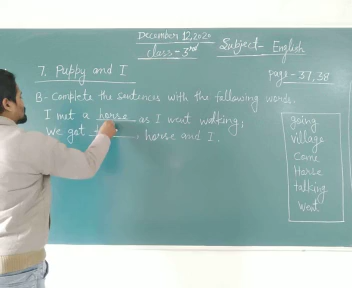 December 12, 2020
Class - 3rd
Subject - English
7. Puppy and I
Page - 37, 38
B- Complete the sentences with the following words.
I met a horse as I went walking;
We got horse and I.
going
Village
Come
Horse
talking
Went